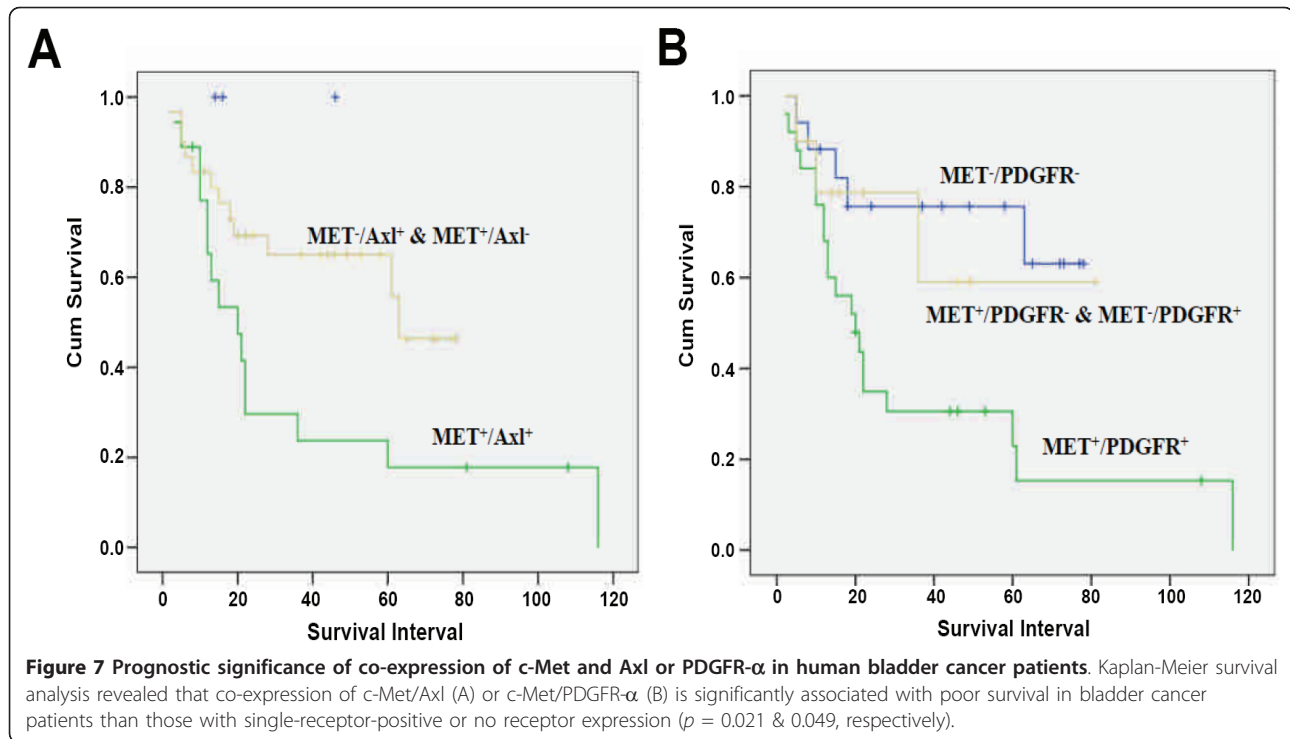 A
1.0
0.8
0.6
0.4
0.2
0.0
Cum Survival
MET⁻/Axl⁺ & MET⁺/Axl⁻
MET⁺/Axl⁺
0 20 40 60 80 100 120
Survival Interval
B
1.0
0.8
0.6
0.4
0.2
0.0
Cum Survival
MET⁻/PDGFR⁻
MET⁺/PDGFR⁻ & MET⁻/PDGFR⁺
MET⁺/PDGFR⁺
0 20 40 60 80 100 120
Survival Interval
Figure 7 Prognostic significance of co-expression of c-Met and Axl or PDGFR-α in human bladder cancer patients. Kaplan-Meier survival
analysis revealed that co-expression of c-Met/Axl (A) or c-Met/PDGFR-α (B) is significantly associated with poor survival in bladder cancer
patients than those with single-receptor-positive or no receptor expression (p = 0.021 & 0.049, respectively).